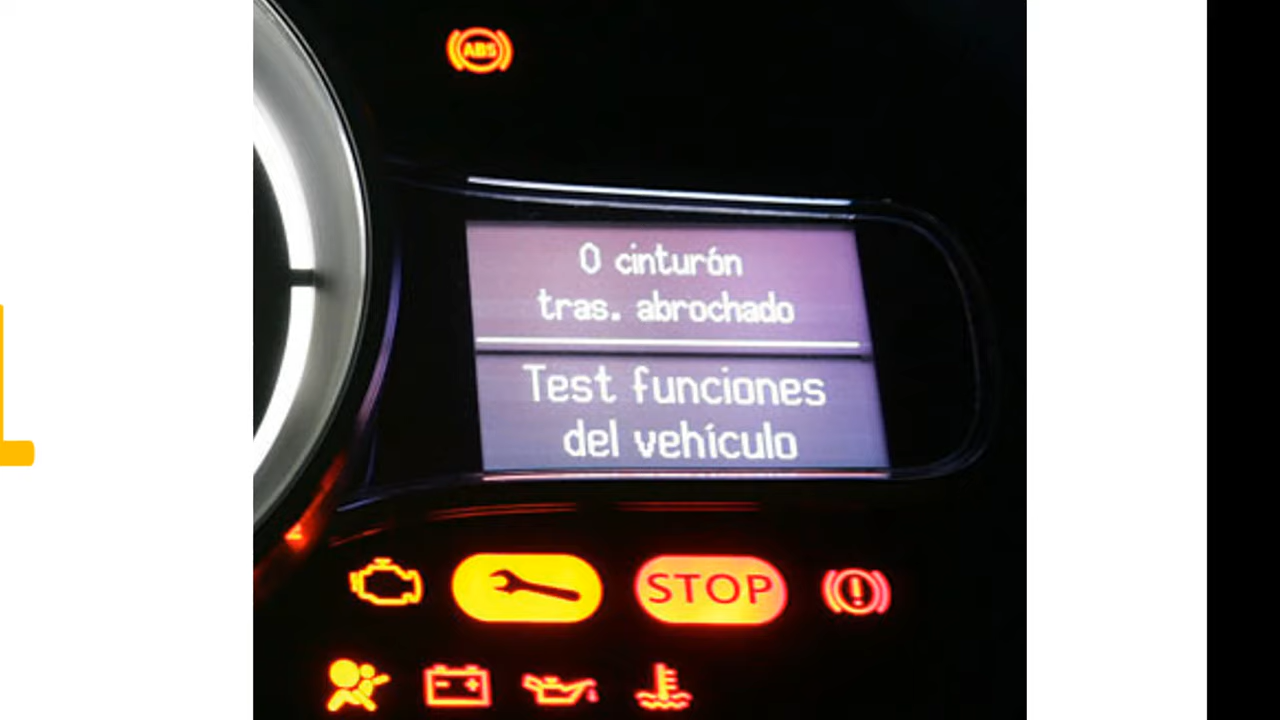 ABS
0 cinturón
tras. abrochado
Test funciones
del vehículo
STOP